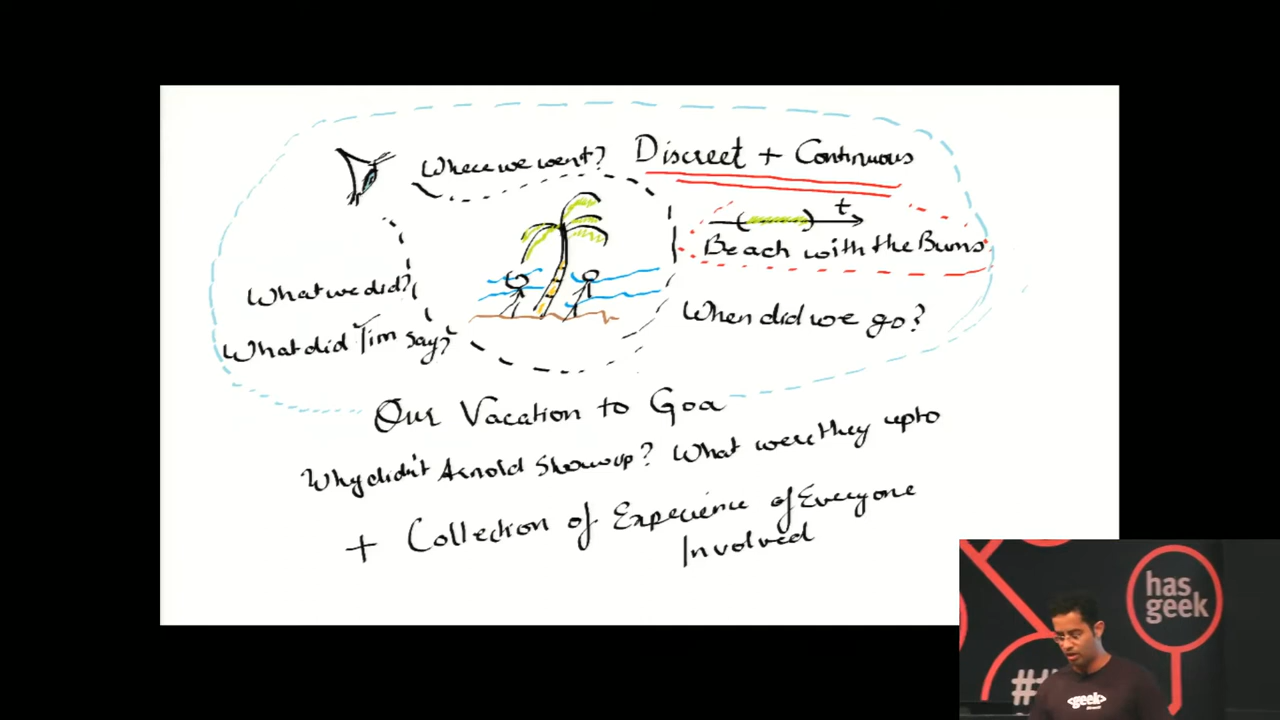 Where we went? Discreet + Continuous
t
Beach with the Bums
What we did?
When did we go?
What did Tim say?
Our Vacation to Goa
Why didn't Arnold Show up? What were they upto
+ Collection of Experience of Everyone
Involved
has
geek
##
geek